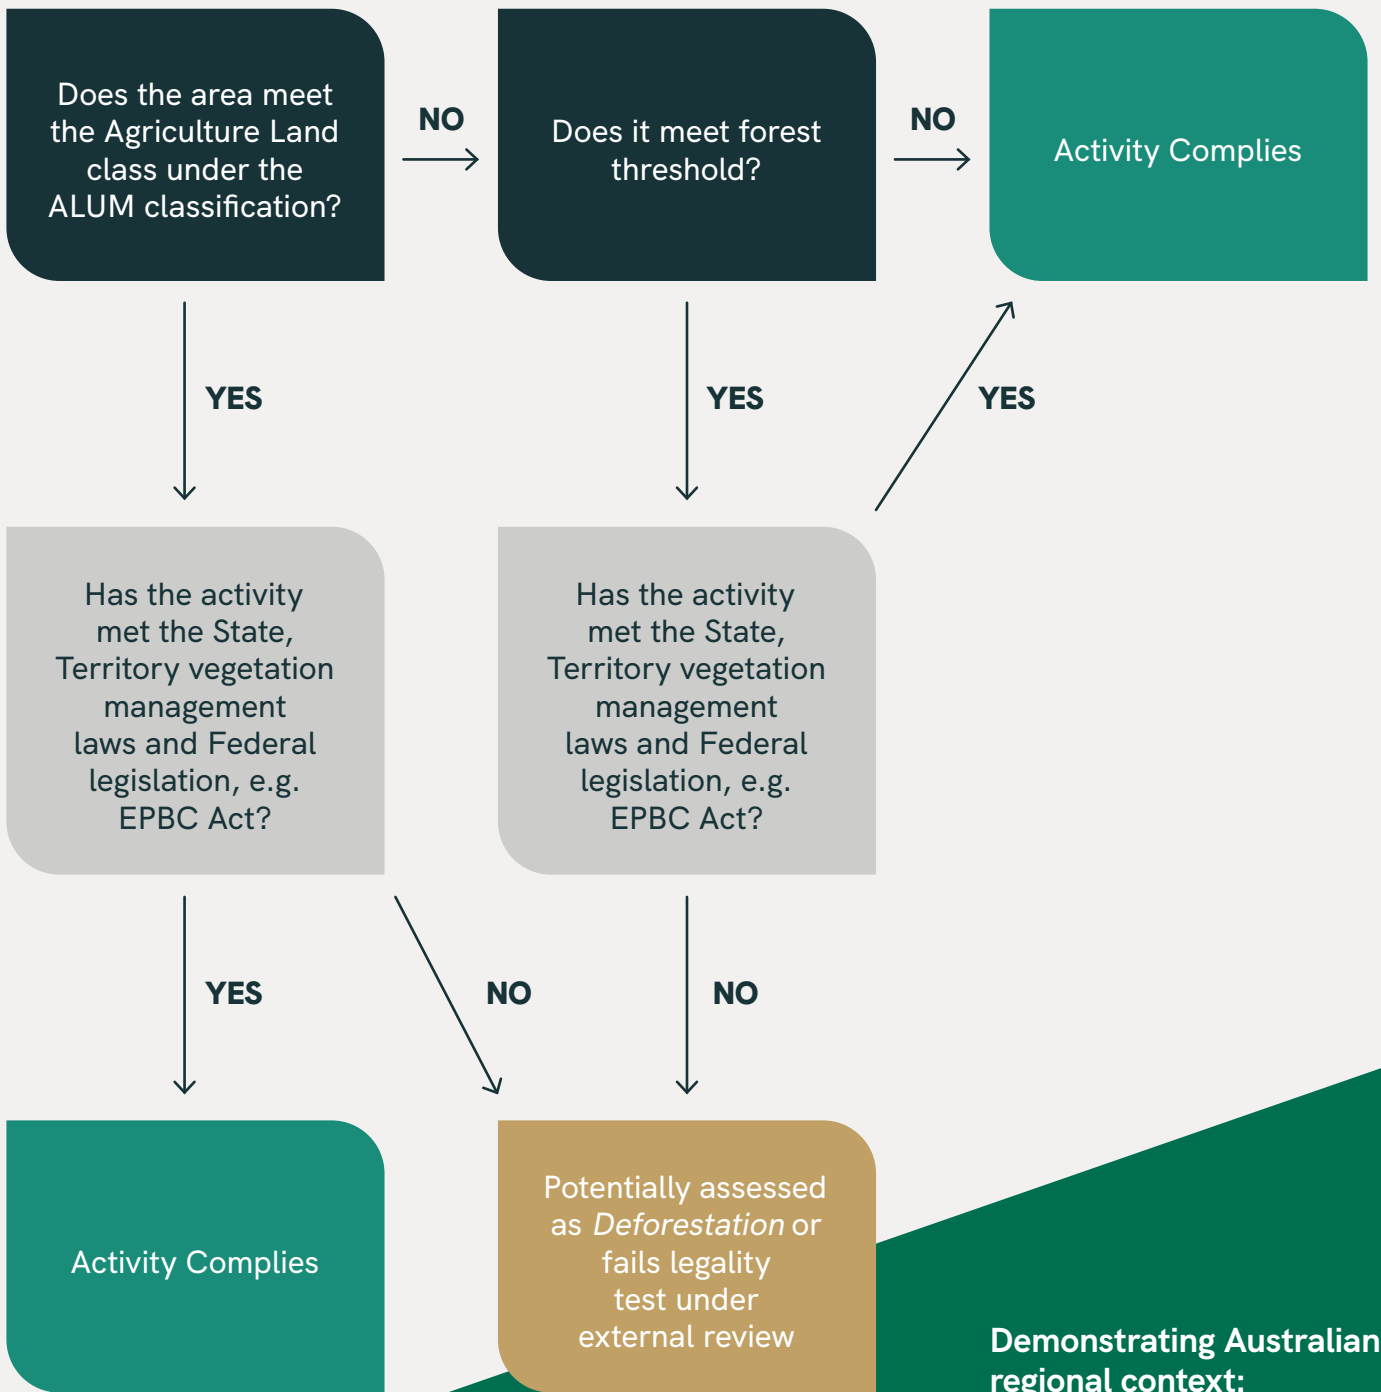 Does the area meet
the Agriculture Land
class under the
ALUM classification?
NO
Does it meet forest
threshold?
NO
Activity Complies
YES
YES
YES
Has the activity
met the State,
Territory vegetation
management
laws and Federal
legislation, e.g.
EPBC Act?
Has the activity
met the State,
Territory vegetation
management
laws and Federal
legislation, e.g.
EPBC Act?
YES
NO
NO
Activity Complies
Potentially assessed
as Deforestation or
fails legality
test under
external review
Demonstrating Australian
regional context: